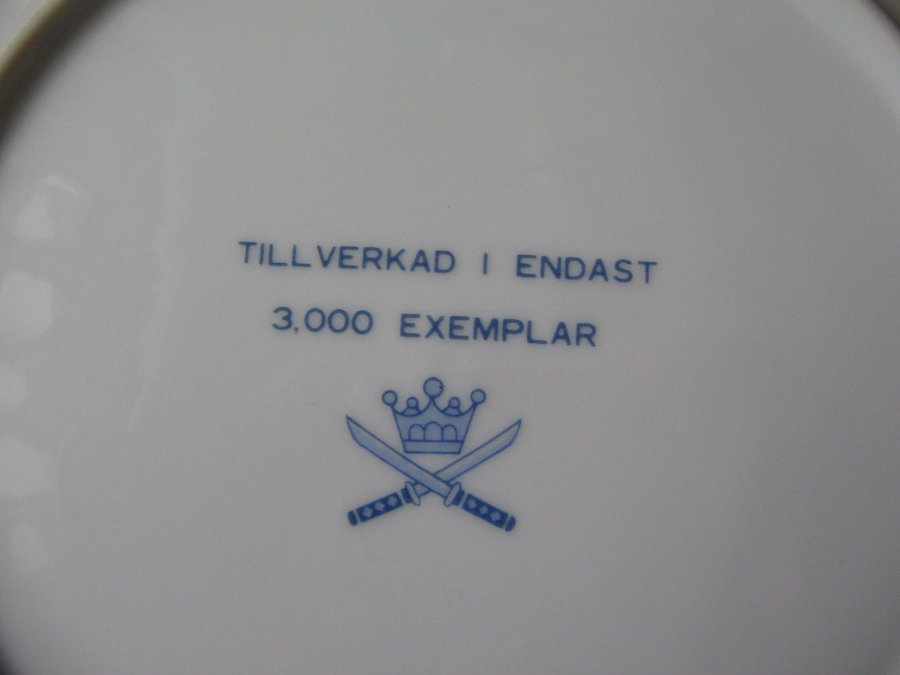 TILLVERKAD I ENDAST
3,000 EXEMPLAR